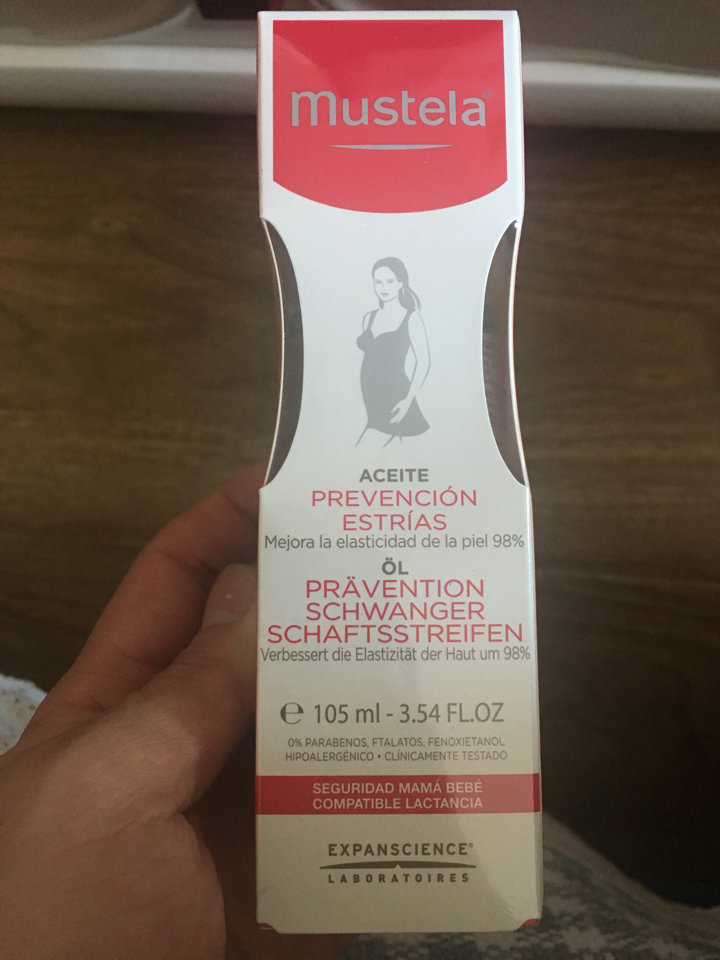 mustela®
ACEITE
PREVENCIÓN
ESTRÍAS
Mejora la elasticidad de la piel 98%
ÖL
PRÄVENTION
SCHWANGER
SCHAFTSSTREIFEN
Verbessert die Elastizität der Haut um 98%
℮ 105 ml - 3.54 FL.OZ
0% PARABENOS, FTALATOS, FENOXIETANOL
HIPOALERGÉNICO • CLÍNICAMENTE TESTADO
SEGURIDAD MAMÁ BEBÉ
COMPATIBLE LACTANCIA
EXPANSCIENCE®
LABORATOIRES